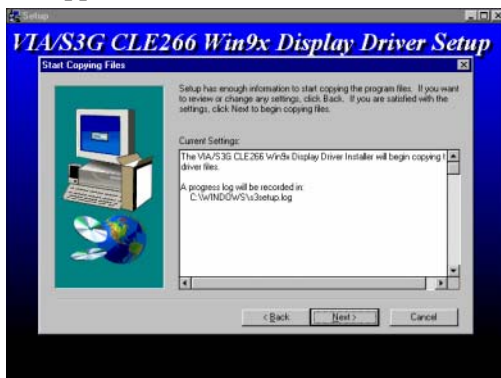 Setup
VIA/S3G CLE266 Win9x Display Driver Setup
Start Copying Files
Setup has enough information to start copying the program files. If you want
to review or change any settings, click Back. If you are satisfied with the
settings, click Next to begin copying files.
Current Settings:
The VIA/S3G CLE266 Win9x Display Driver Installer will begin copying t
driver files.
A progress log will be recorded in:
C:\WINDOWS\s3setup.log
< Back
Next >
Cancel